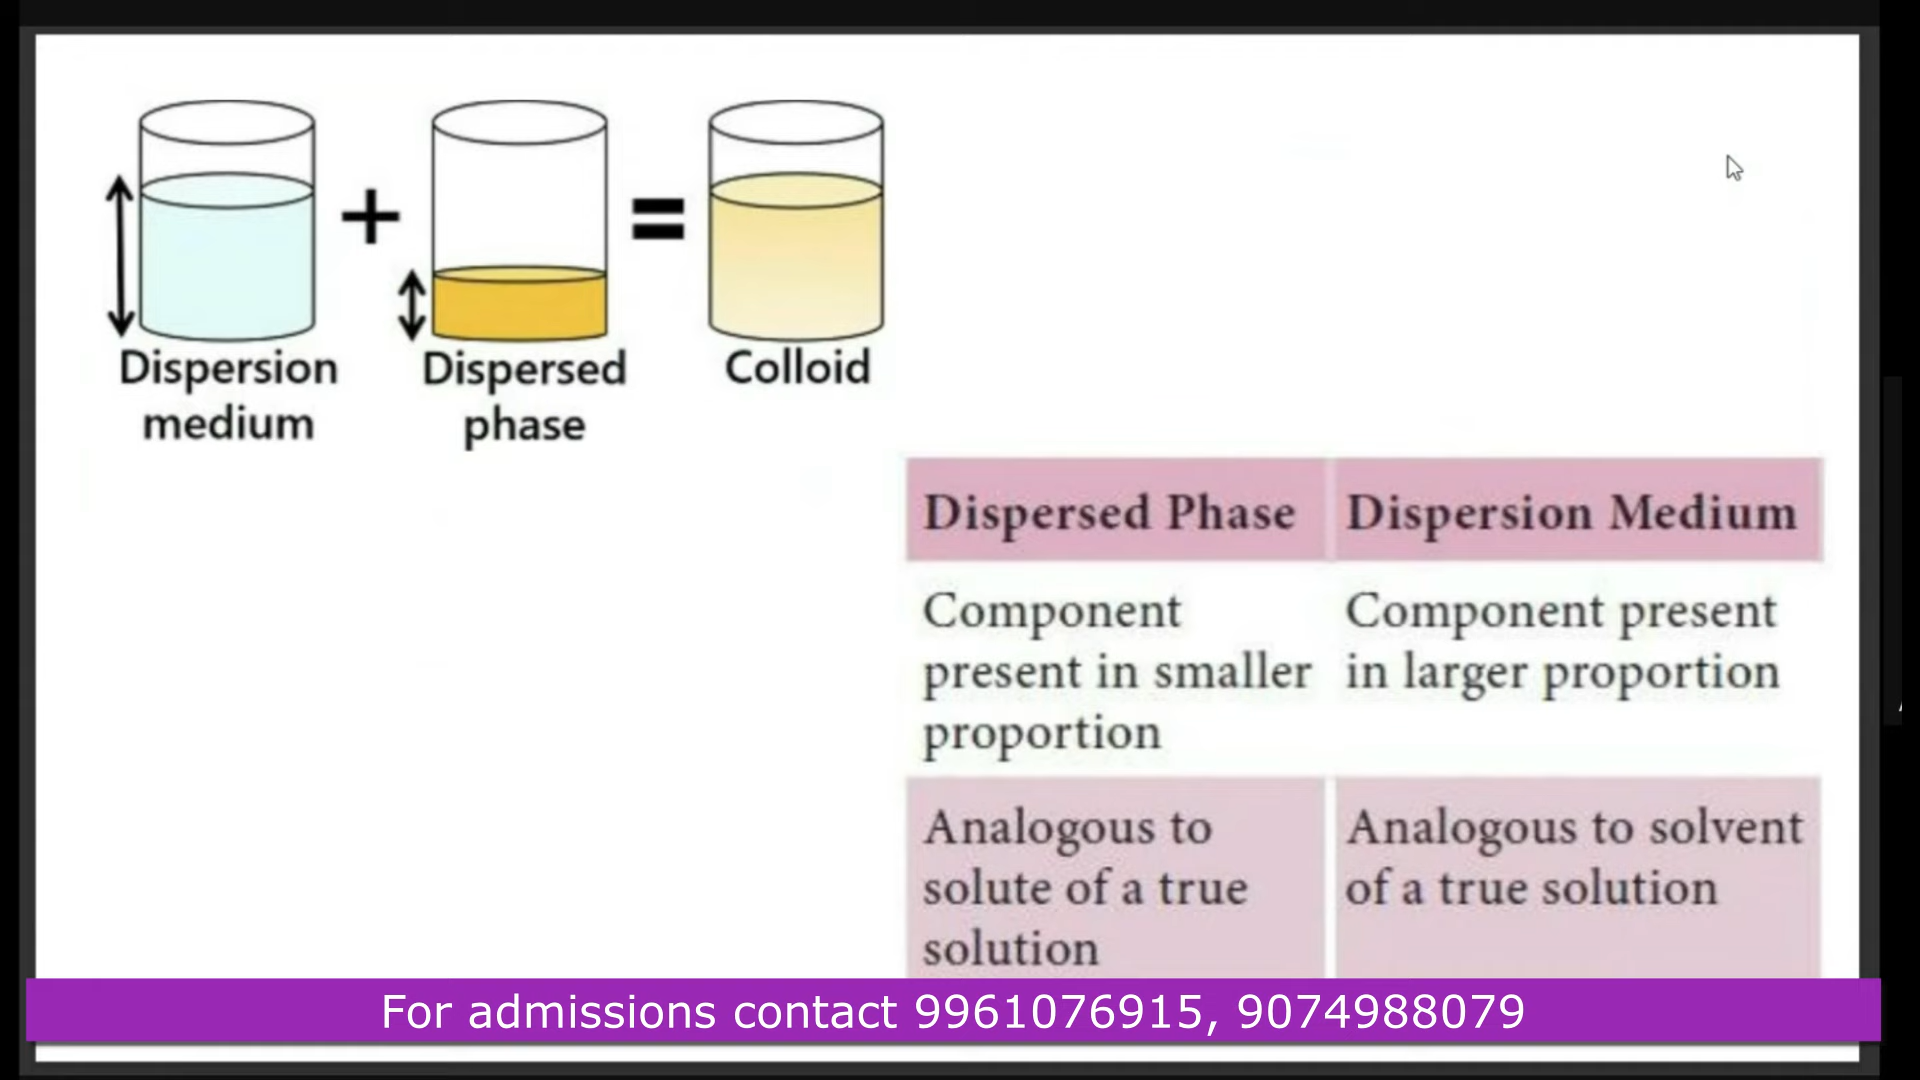 +
=
Dispersion
medium
Dispersed
phase
Colloid
Dispersed Phase
Dispersion Medium
Component
present in smaller
proportion
Component present
in larger proportion
Analogous to
solute of a true
solution
Analogous to solvent
of a true solution
For admissions contact 9961076915, 9074988079